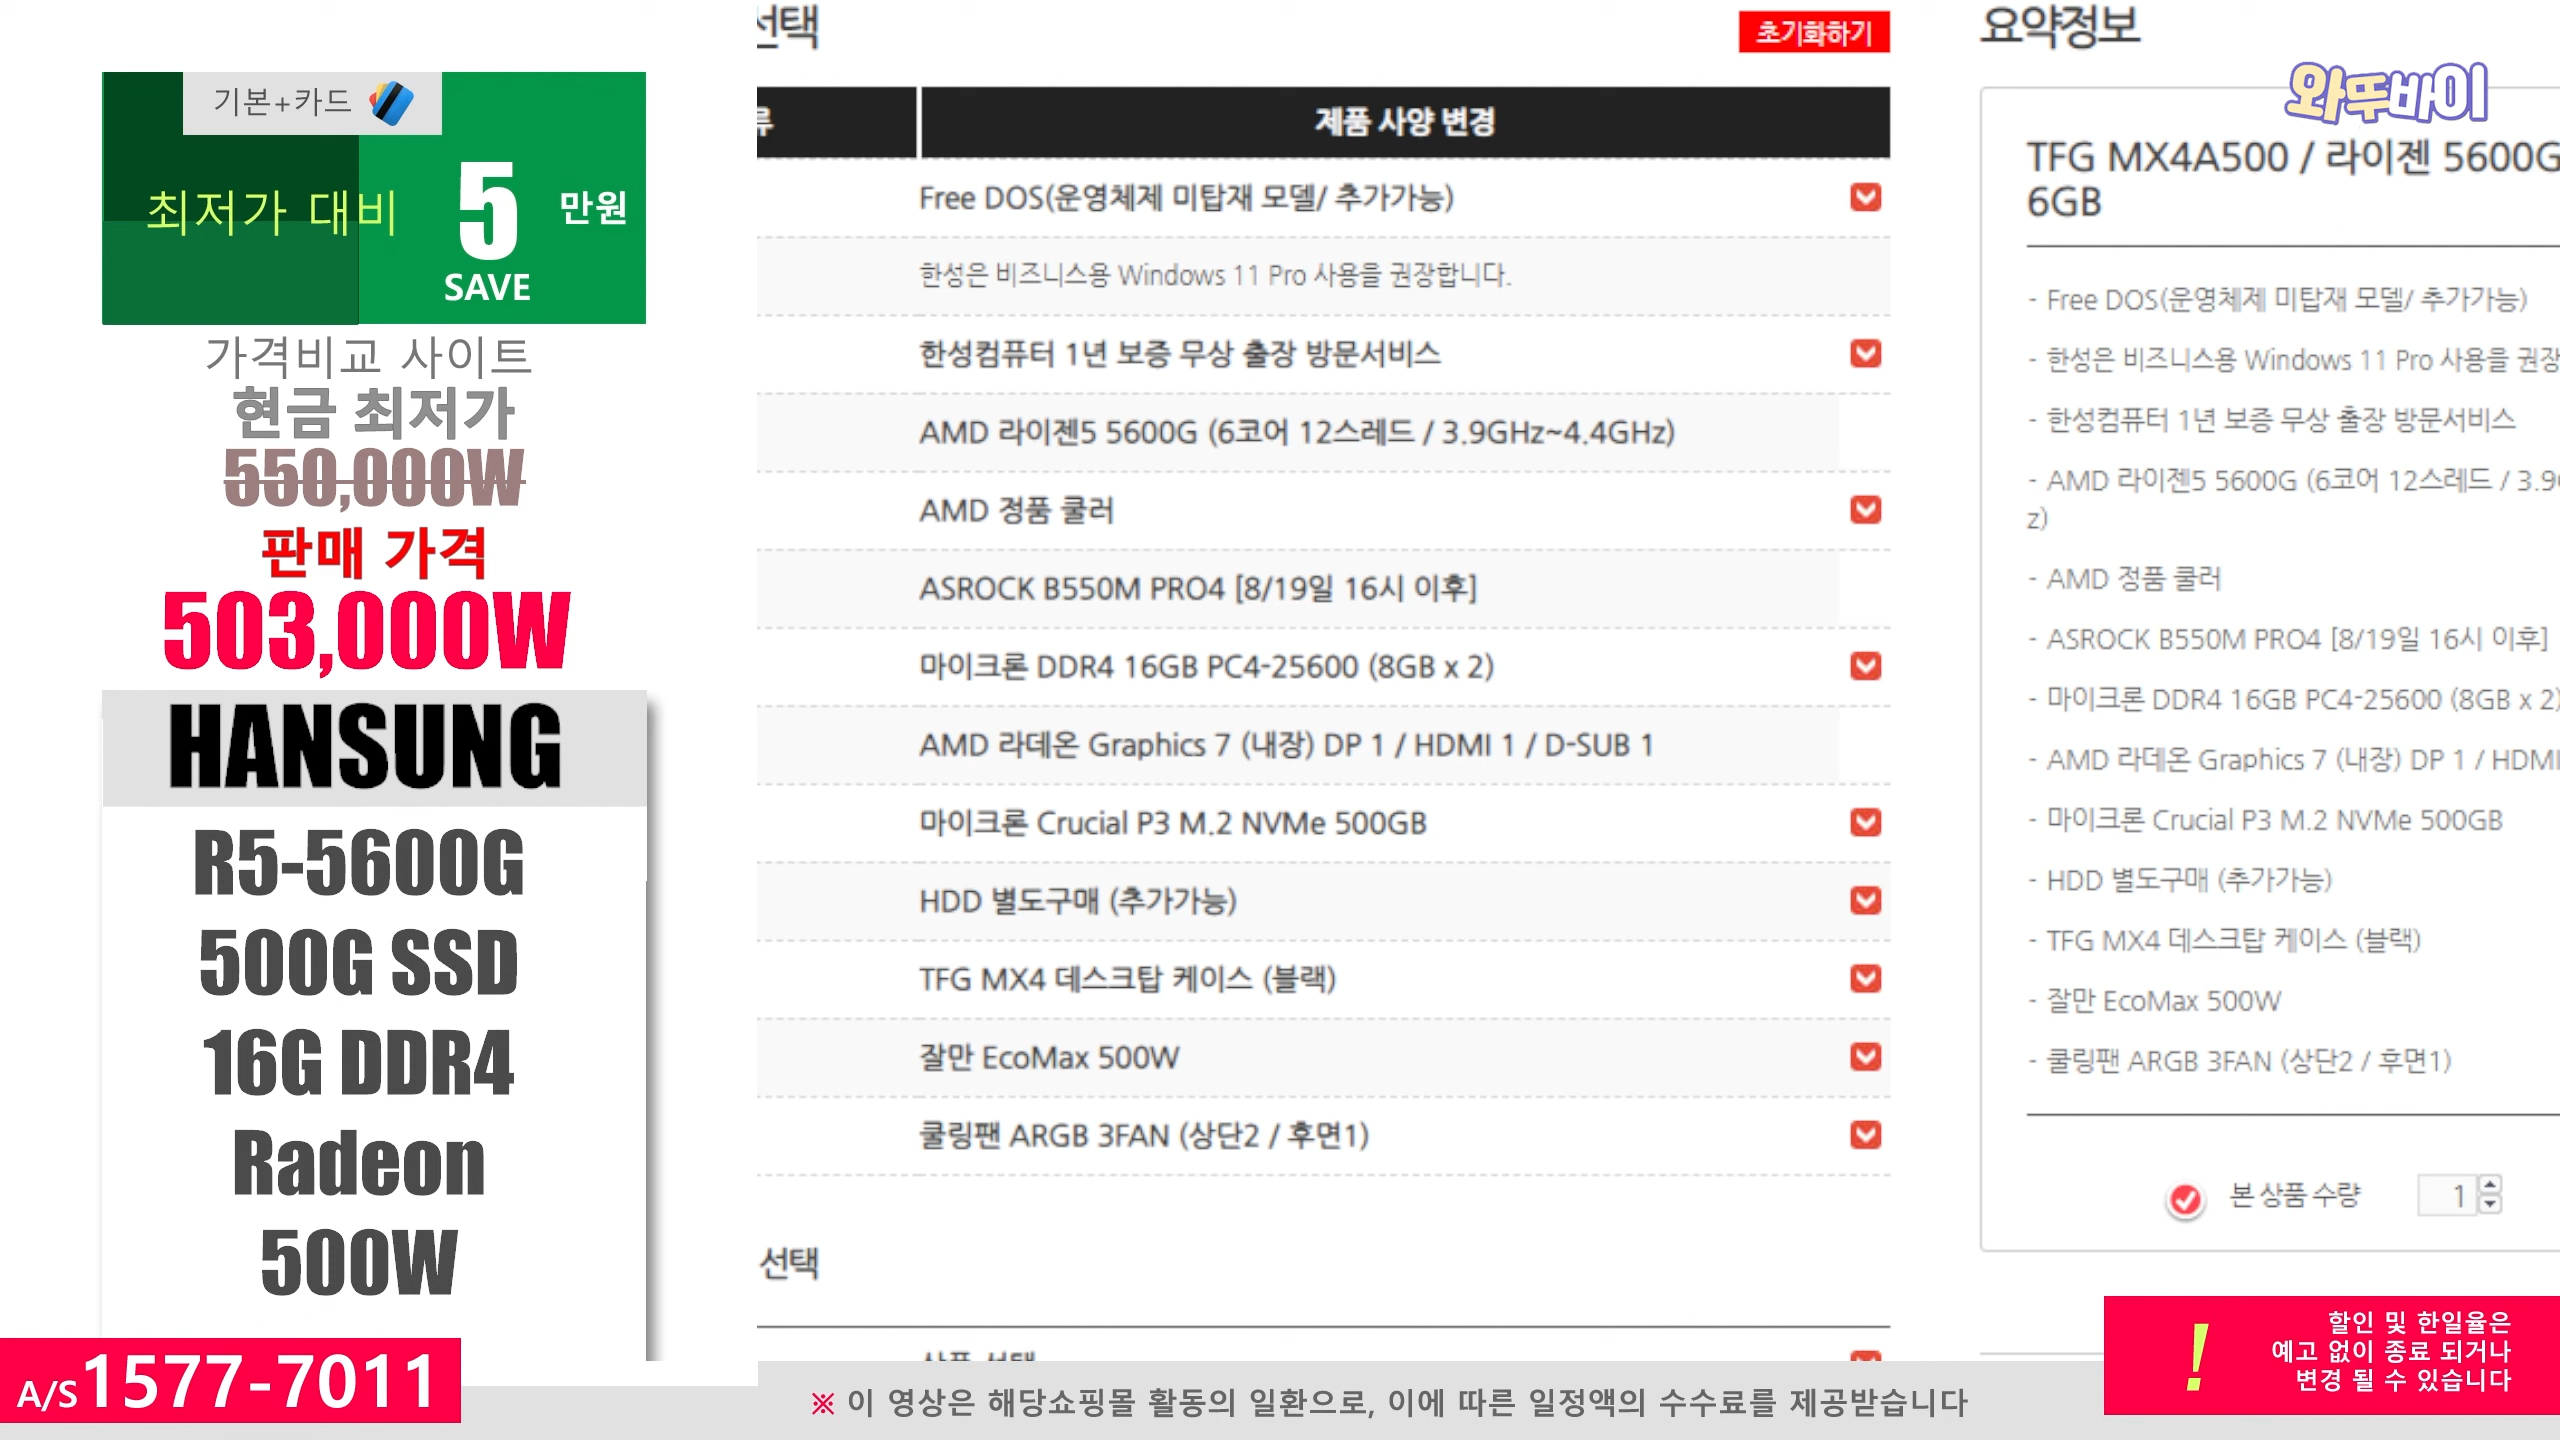 기본+카드
최저가 대비 5 만원
SAVE
가격비교 사이트
현금 최저가
550,000W
판매 가격
503,000W
HANSUNG
R5-5600G
500G SSD
16G DDR4
Radeon
500W
A/S 1577-7011
선택
초기화하기
류
제품 사양 변경
Free DOS(운영체제 미탑재 모델/ 추가가능)
한성은 비즈니스용 Windows 11 Pro 사용을 권장합니다.
한성컴퓨터 1년 보증 무상 출장 방문서비스
AMD 라이젠5 5600G (6코어 12스레드 / 3.9GHz~4.4GHz)
AMD 정품 쿨러
ASROCK B550M PRO4 [8/19일 16시 이후]
마이크론 DDR4 16GB PC4-25600 (8GB x 2)
AMD 라데온 Graphics 7 (내장) DP 1 / HDMI 1 / D-SUB 1
마이크론 Crucial P3 M.2 NVMe 500GB
HDD 별도구매 (추가가능)
TFG MX4 데스크탑 케이스 (블랙)
잘만 EcoMax 500W
쿨링팬 ARGB 3FAN (상단2 / 후면1)
선택
상품 선택
요약정보
와뚜바이
TFG MX4A500 / 라이젠 5600G
6GB
- Free DOS(운영체제 미탑재 모델/ 추가가능)
- 한성은 비즈니스용 Windows 11 Pro 사용을 권장
- 한성컴퓨터 1년 보증 무상 출장 방문서비스
- AMD 라이젠5 5600G (6코어 12스레드 / 3.9
z)
- AMD 정품 쿨러
- ASROCK B550M PRO4 [8/19일 16시 이후]
- 마이크론 DDR4 16GB PC4-25600 (8GB x 2)
- AMD 라데온 Graphics 7 (내장) DP 1 / HDMI
- 마이크론 Crucial P3 M.2 NVMe 500GB
- HDD 별도구매 (추가가능)
- TFG MX4 데스크탑 케이스 (블랙)
- 잘만 EcoMax 500W
- 쿨링팬 ARGB 3FAN (상단2 / 후면1)
본 상품 수량 1
! 할인 및 한일율은
예고 없이 종료 되거나
변경 될 수 있습니다
※ 이 영상은 해당쇼핑몰 활동의 일환으로, 이에 따른 일정액의 수수료를 제공받습니다